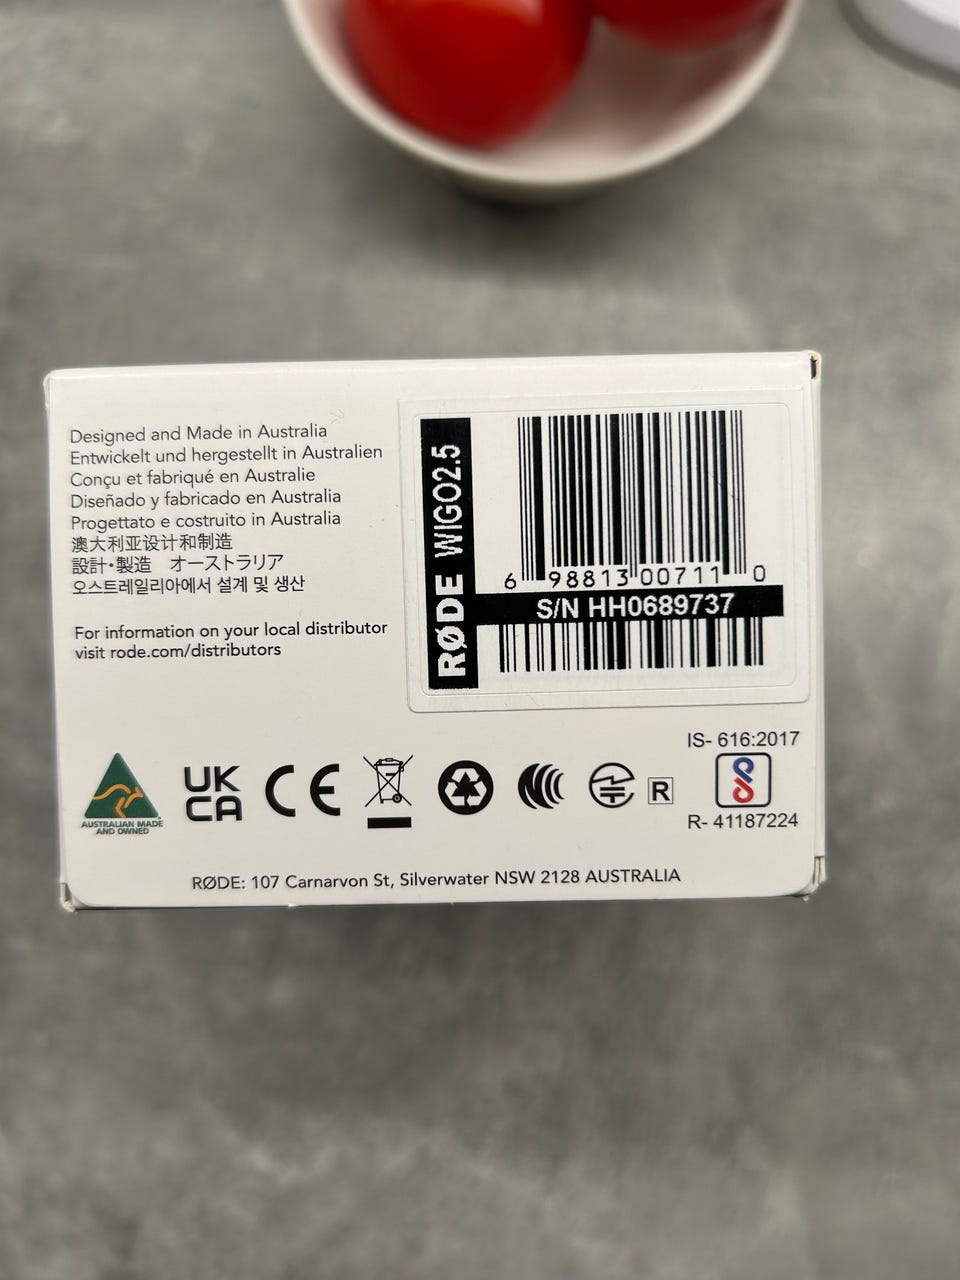 Designed and Made in Australia
Entwickelt und hergestellt in Australien
Conçu et fabriqué en Australie
Diseñado y fabricado en Australia
Progettato e costruito in Australia
澳大利亚设计和制造
設計・製造　オーストラリア
오스트레일리아에서 설계 및 생산
For information on your local distributor
visit rode.com/distributors
RØDE WIGO2.5
6 98813 00711 0
S/N HH0689737
AUSTRALIAN MADE
AND OWNED
UK
CA
CE
R
IS- 616:2017
R- 41187224
RØDE: 107 Carnarvon St, Silverwater NSW 2128 AUSTRALIA